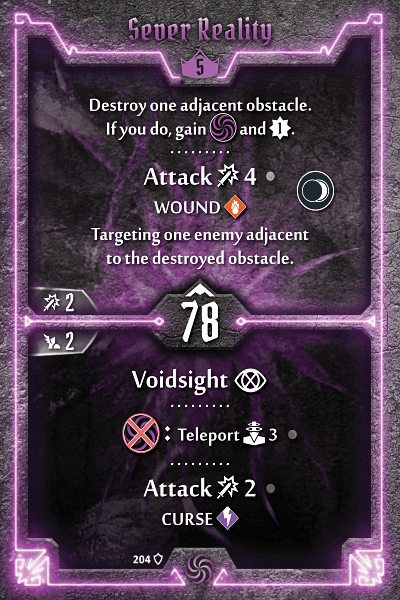 Sever Reality
5
Destroy one adjacent obstacle.
If you do, gain and 1.
Attack 4
WOUND
Targeting one enemy adjacent
to the destroyed obstacle.
2
78
2
Voidsight
: Teleport 3
Attack 2
CURSE
204